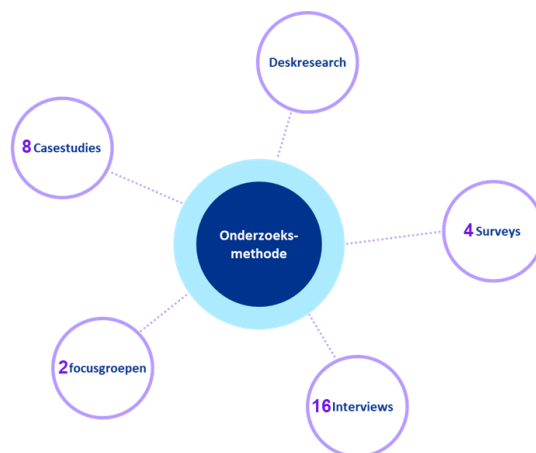 Deskresearch
8 Casestudies
4 Surveys
Onderzoeks-
methode
2 focusgroepen
16 Interviews